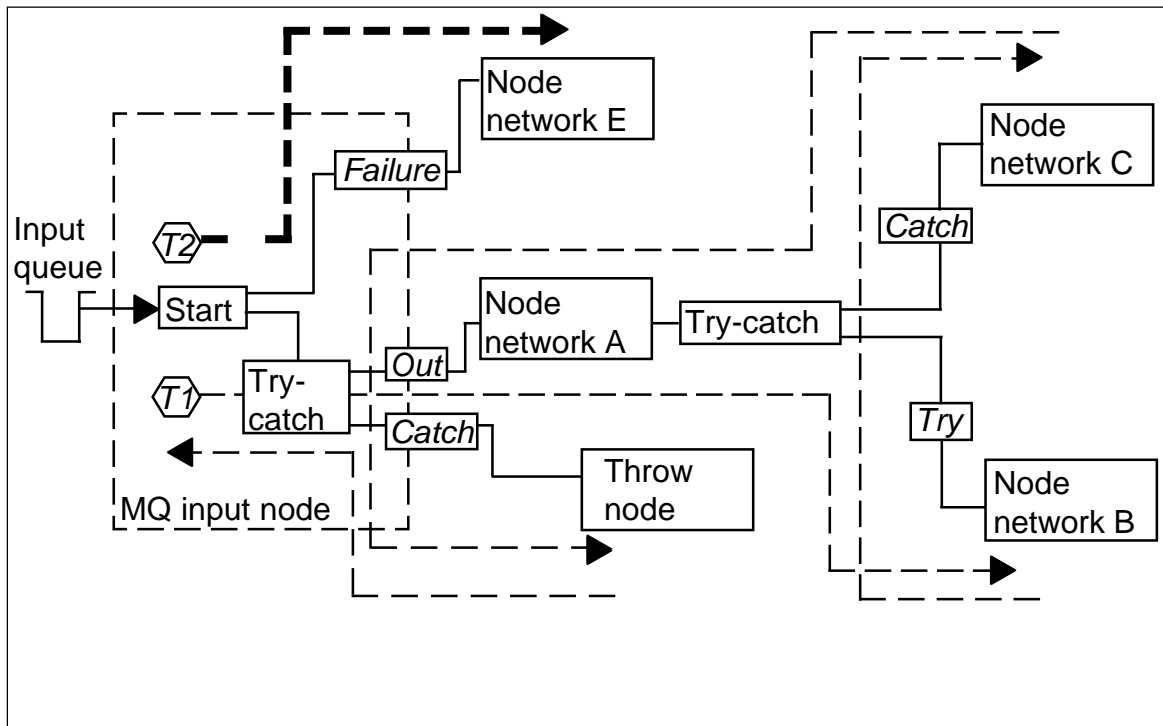 Node
network E
Failure
Node
network C
Catch
Input
queue
T2
Start
Node
network A
Try-catch
Out
T1
Try-
catch
Catch
Try
Throw
node
Node
network B
MQ input node